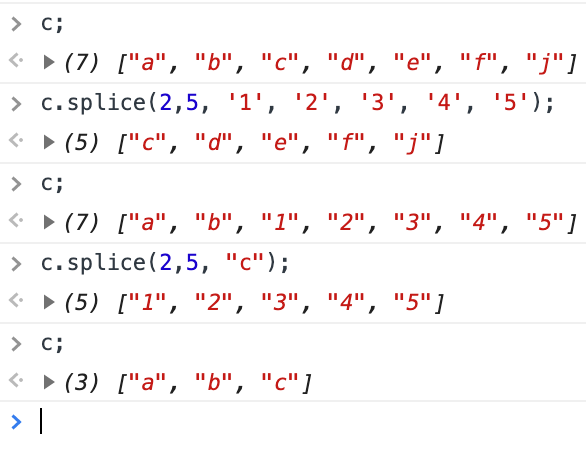 > c;
<· ▶(7) ["a", "b", "c", "d", "e", "f", "j"]
> c.splice(2,5, '1', '2', '3', '4', '5');
<· ▶(5) ["c", "d", "e", "f", "j"]
> c;
<· ▶(7) ["a", "b", "1", "2", "3", "4", "5"]
> c.splice(2,5, "c");
<· ▶(5) ["1", "2", "3", "4", "5"]
> c;
<· ▶(3) ["a", "b", "c"]
>